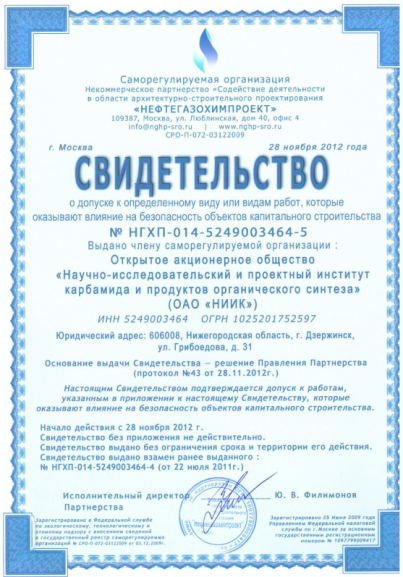 Саморегулируемая организация
Некоммерческое партнерство «Содействие деятельности
в области архитектурно-строительного проектирования
«НЕФТЕГАЗОХИМПРОЕКТ»
109387, Москва, ул. Люблинская, дом 40, офис 4
info@nghp-sro.ru | www.nghp-sro.ru
СРО-П-072-03122009
г. Москва 28 ноября 2012 года
СВИДЕТЕЛЬСТВО
о допуске к определенному виду или видам работ, которые
оказывают влияние на безопасность объектов капитального строительства
№ НГХП-014-5249003464-5
Выдано члену саморегулируемой организации :
Открытое акционерное общество
«Научно-исследовательский и проектный институт
карбамида и продуктов органического синтеза»
(ОАО «НИИК»)
ИНН 5249003464 ОГРН 1025201752597
Юридический адрес: 606008, Нижегородская область, г. Дзержинск,
ул. Грибоедова, д. 31
Основание выдачи Свидетельства — решение Правления Партнерства
(протокол №43 от 28.11.2012г.)
Настоящим Свидетельством подтверждается допуск к работам,
указанным в приложении к настоящему Свидетельству, которые
оказывают влияние на безопасность объектов капитального строительства.
Начало действия с 28 ноября 2012 г.
Свидетельство без приложения не действительно.
Свидетельство выдано без ограничения срока и территории его действия.
Свидетельство выдано взамен ранее выданного :
№ НГХП-014-5249003464-4 (от 22 июля 2011г.)
Исполнительный директор Ю. В. Филимонов
Партнерства
Зарегистрировано в Федеральной службе
по экологическому, технологическому и
атомному надзору с внесением сведений
в государственный реестр саморегулируемых
организаций № СРО-П-072-03122009 от 03.12.2009г.
Зарегистрировано 05 Июня 2009 года
Управлением Федеральной налоговой
службы по г.Москве за основным
государственным регистрационным
номером № 1097799009417